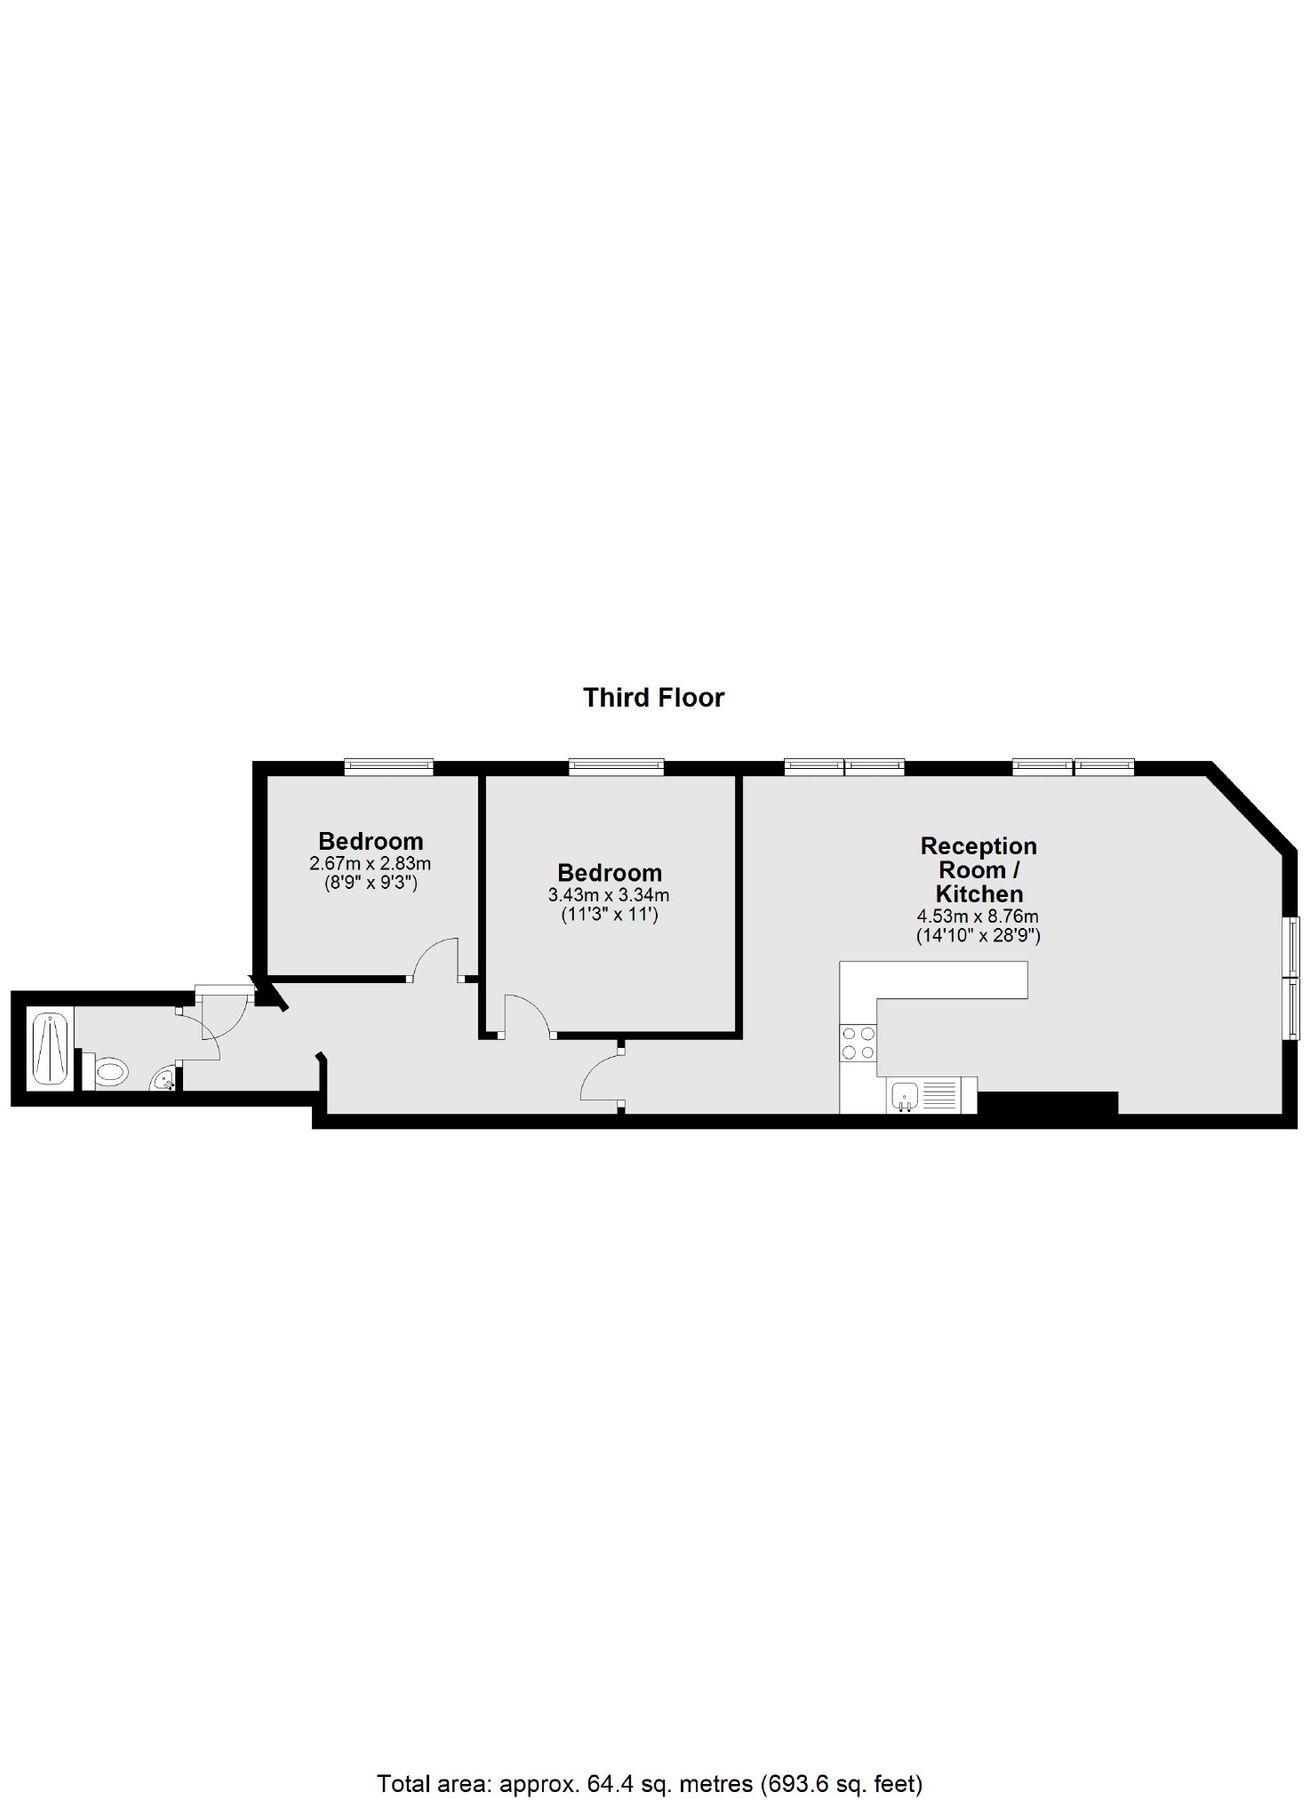 Third Floor
Bedroom
2.67m x 2.83m
(8'9" x 9'3")
Bedroom
3.43m x 3.34m
(11'3" x 11')
Reception
Room /
Kitchen
4.53m x 8.76m
(14'10" x 28'9")
Total area: approx. 64.4 sq. metres (693.6 sq. feet)